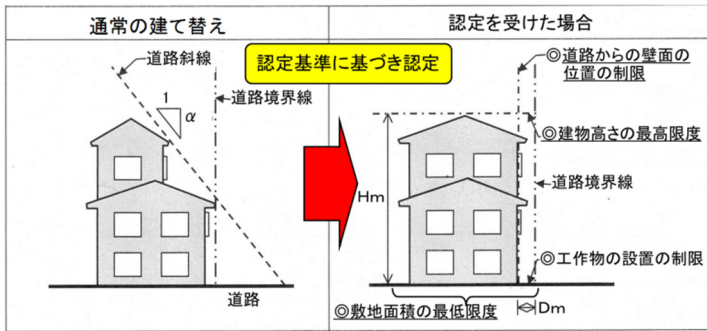 通常の建て替え
認定を受けた場合
認定基準に基づき認定
道路斜線
1
α
道路境界線
道路
◎道路からの壁面の
位置の制限
◎建物高さの最高限度
Hm
道路境界線
◎工作物の設置の制限
◎敷地面積の最低限度
Dm